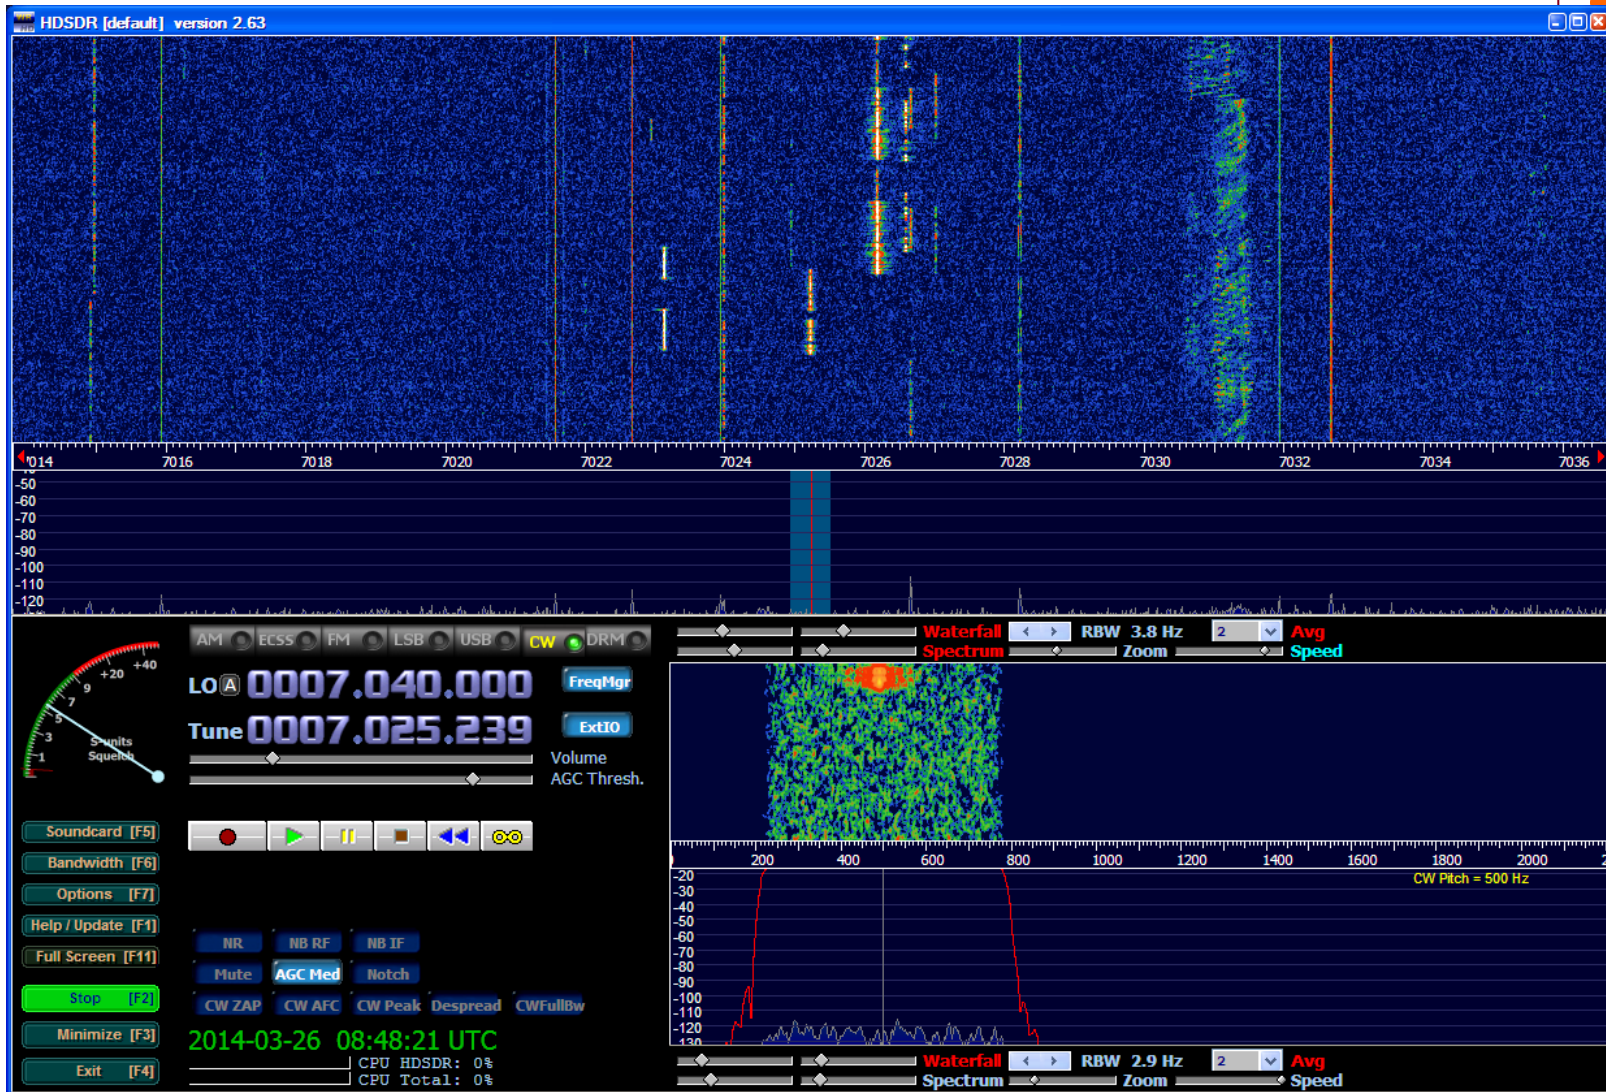 HDSDR [default] version 2.63
7014 7016 7018 7020 7022 7024 7026 7028 7030 7032 7034 7036
-50
-60
-70
-80
-90
-100
-110
-120
AM ECSS FM LSB USB CW DRM
Waterfall < > RBW 3.8 Hz 2 Avg
Spectrum Zoom Speed
1 3 5 7 9 +20 +40
S-units
Squelch
LO A 0007.040.000 FreqMgr
Tune 0007.025.239 ExtIO
Volume
AGC Thresh.
Soundcard [F5]
Bandwidth [F6]
Options [F7]
Help / Update [F1]
Full Screen [F11]
Stop [F2]
Minimize [F3]
Exit [F4]
NR NB RF NB IF
Mute AGC Med Notch
CW ZAP CW AFC CW Peak Despread CWFullBw
2014-03-26 08:48:21 UTC
CPU HDSDR: 0%
CPU Total: 0%
200 400 600 800 1000 1200 1400 1600 1800 2000
CW Pitch = 500 Hz
-20
-30
-40
-50
-60
-70
-80
-90
-100
-110
-120
130
Waterfall < > RBW 2.9 Hz 2 Avg
Spectrum Zoom Speed